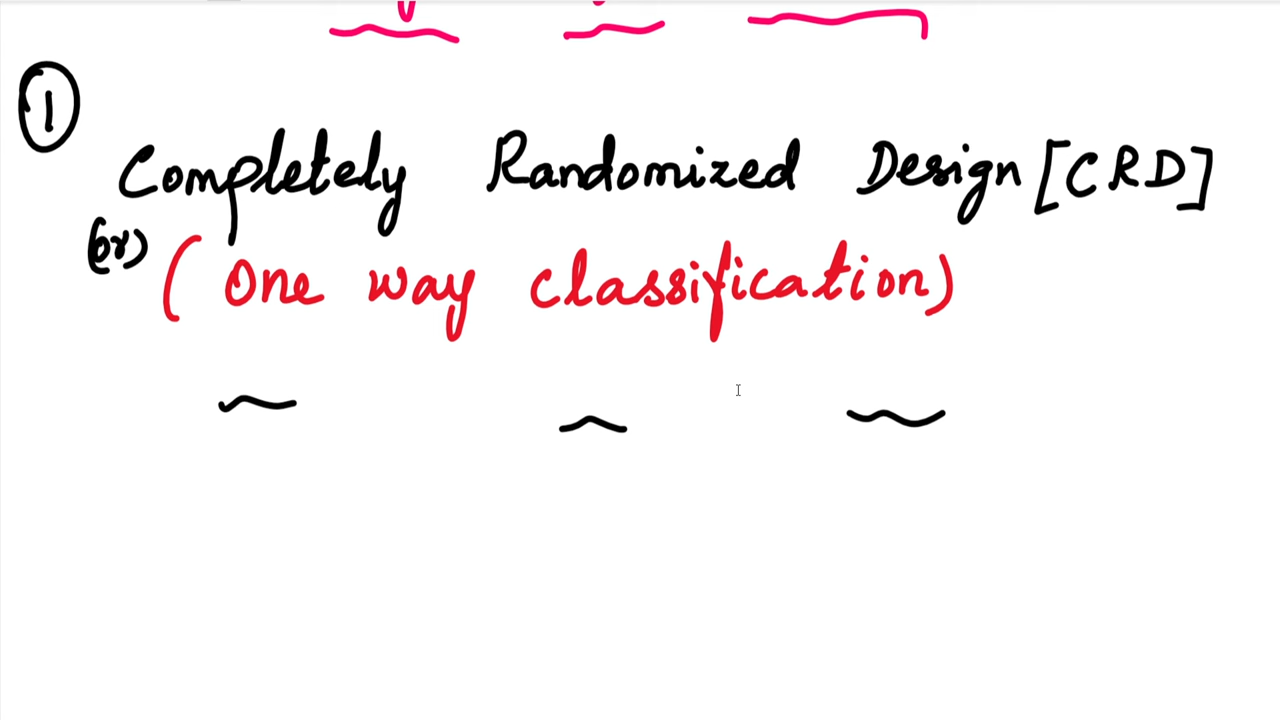 1
Completely Randomized Design [CRD]
(or) (One way classification)